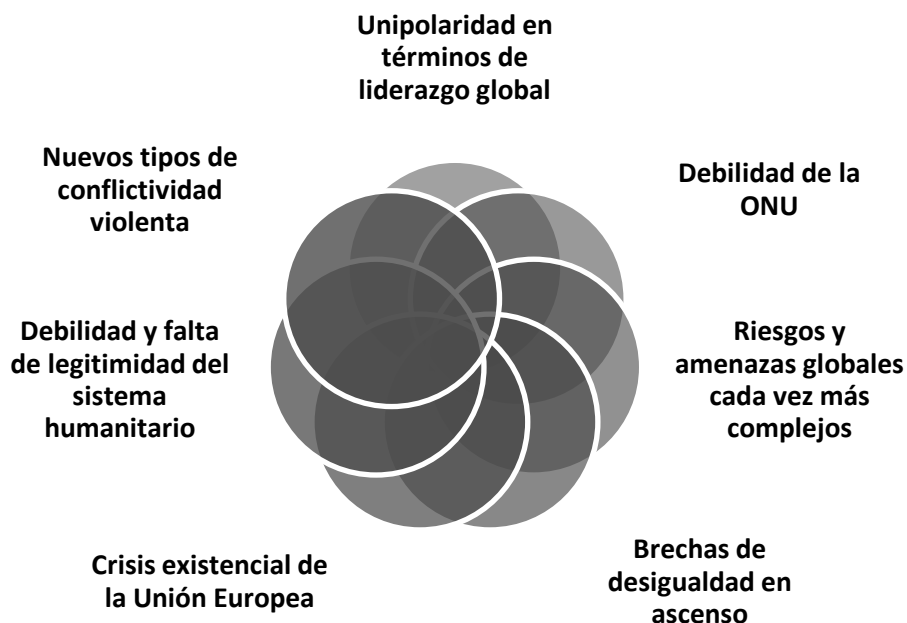 Unipolaridad en
términos de
liderazgo global
Debilidad de la
ONU
Riesgos y
amenazas globales
cada vez más
complejos
Brechas de
desigualdad en
ascenso
Crisis existencial de
la Unión Europea
Debilidad y falta
de legitimidad del
sistema
humanitario
Nuevos tipos de
conflictividad
violenta